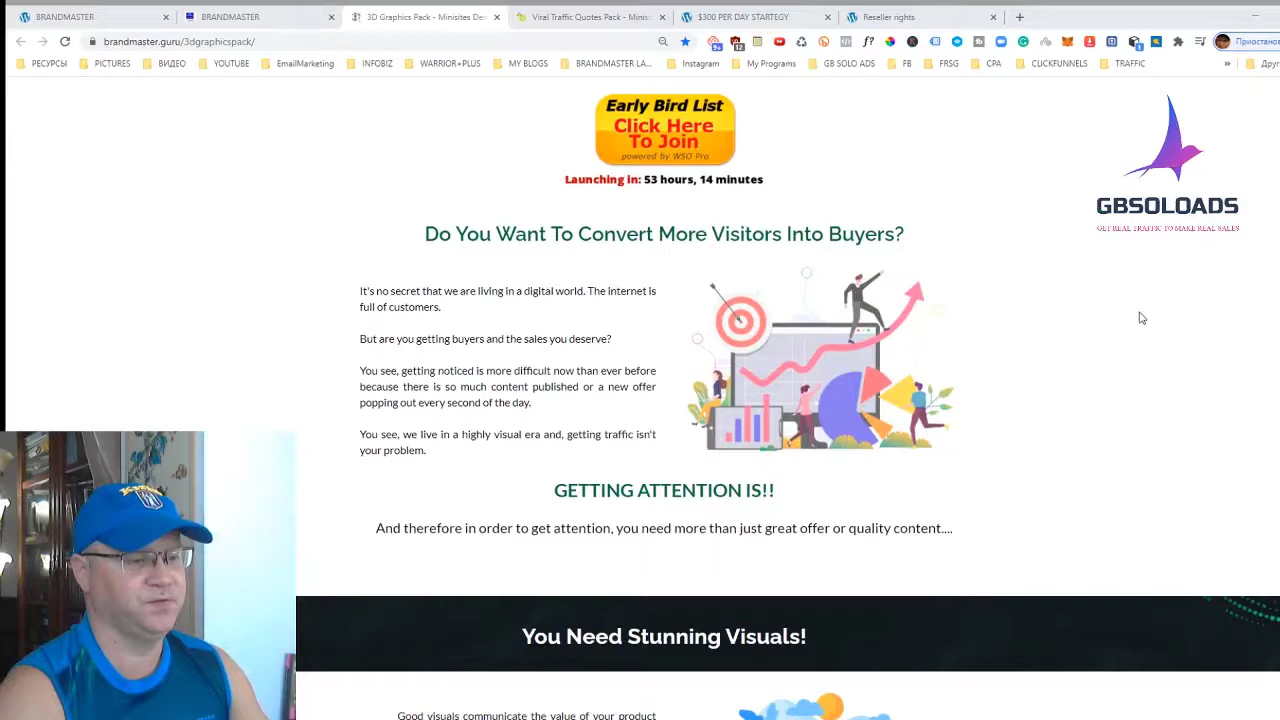 BRANDMASTER
BRANDMASTER
3D Graphics Pack - Minisites De
Viral Traffic Quotes Pack - Minis
$300 PER DAY STARTEGY
Reseller rights
brandmaster.guru/3dgraphicspack/
Приостанов
РЕСУРСЫ
PICTURES
ВИДЕО
YOUTUBE
EmailMarketing
INFOBIZ
WARRIOR+PLUS
MY BLOGS
BRANDMASTER LA...
Instagram
My Programs
GB SOLO ADS
FB
FRSG
CPA
CLICKFUNNELS
TRAFFIC
Друг
Early Bird List
Click Here
To Join
powered by WSO Pro
Launching in: 53 hours, 14 minutes
GBSOLOADS
GET REAL TRAFFIC TO MAKE REAL SALES
Do You Want To Convert More Visitors Into Buyers?
It's no secret that we are living in a digital world. The internet is
full of customers.
But are you getting buyers and the sales you deserve?
You see, getting noticed is more difficult now than ever before
because there is so much content published or a new offer
popping out every second of the day.
You see, we live in a highly visual era and, getting traffic isn't
your problem.
GETTING ATTENTION IS!!
And therefore in order to get attention, you need more than just great offer or quality content....
You Need Stunning Visuals!
Good visuals communicate the value of your product